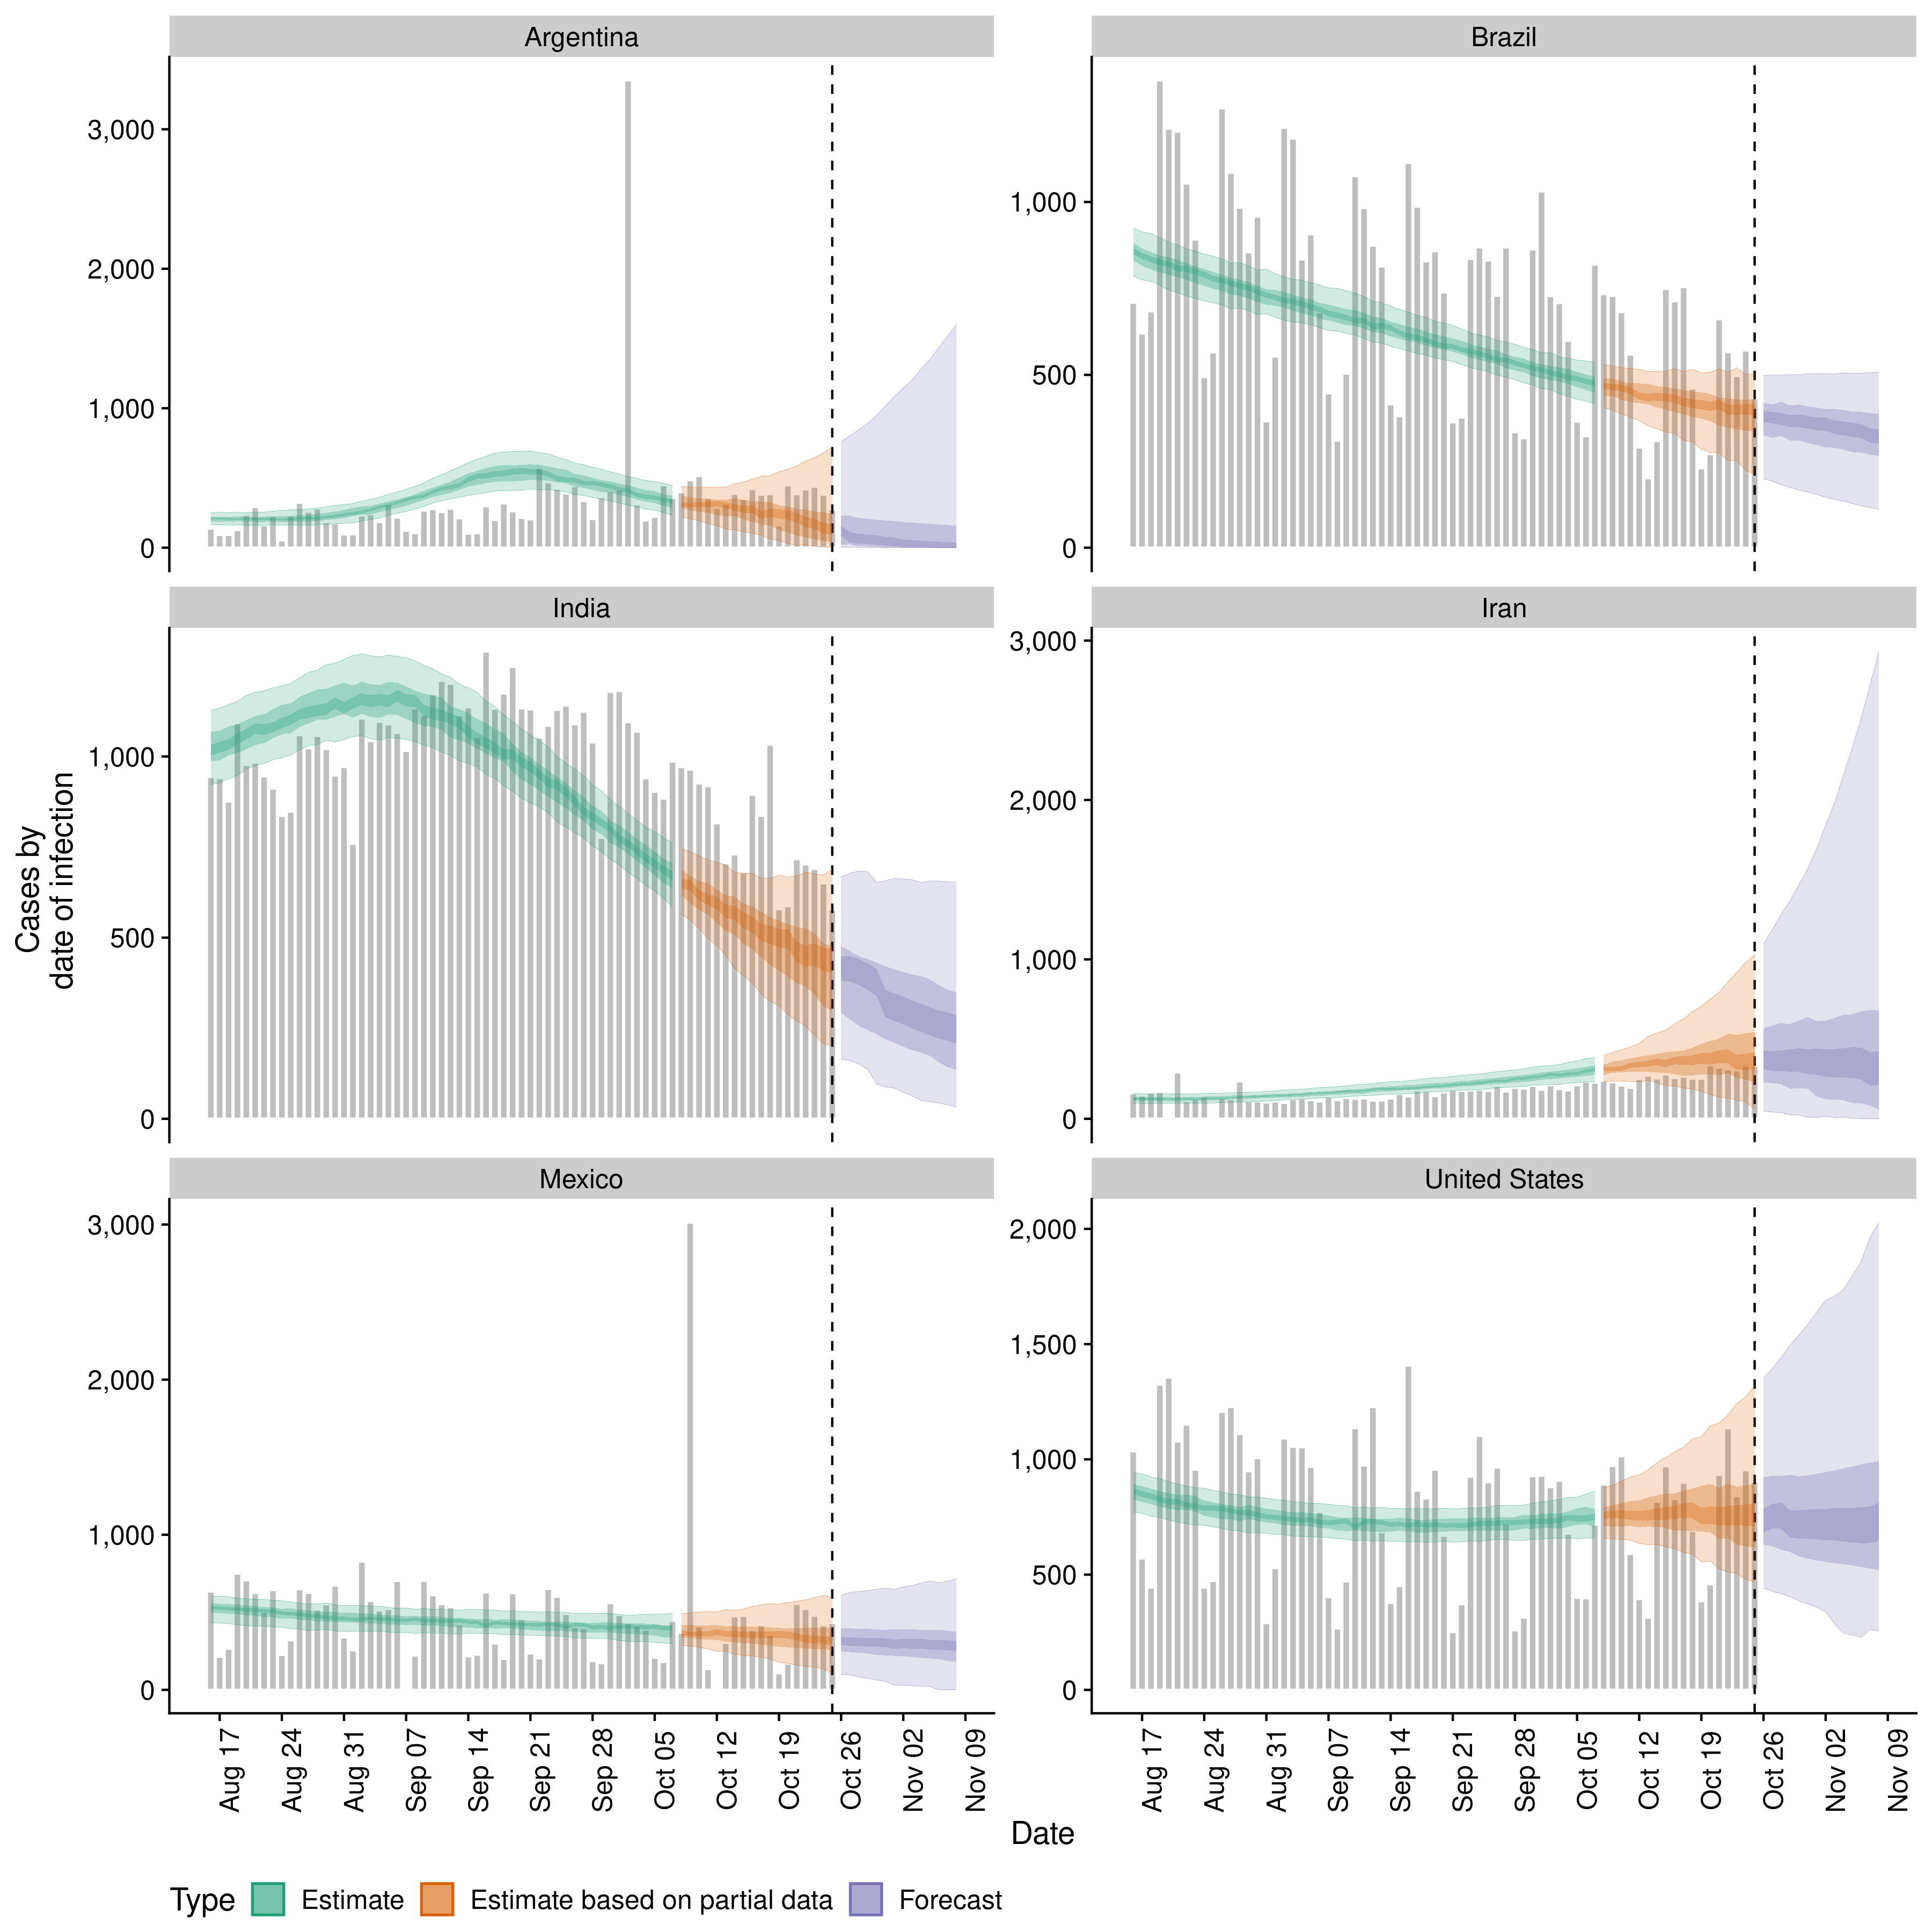 Argentina
Brazil
3,000
2,000
1,000
0
1,000
500
0
India
Iran
1,000
500
0
3,000
2,000
1,000
0
Cases by
date of infection
Mexico
United States
3,000
2,000
1,000
0
2,000
1,500
1,000
500
0
Aug 17
Aug 24
Aug 31
Sep 07
Sep 14
Sep 21
Sep 28
Oct 05
Oct 12
Oct 19
Oct 26
Nov 02
Nov 09
Aug 17
Aug 24
Aug 31
Sep 07
Sep 14
Sep 21
Sep 28
Oct 05
Oct 12
Oct 19
Oct 26
Nov 02
Nov 09
Date
Type Estimate Estimate based on partial data Forecast